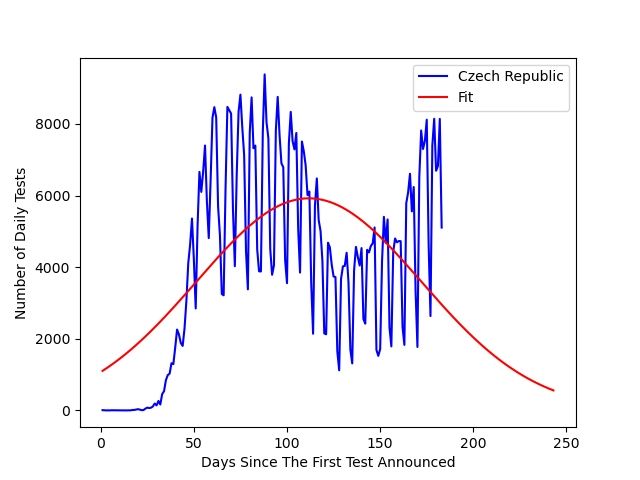 Czech Republic
Fit
8000
6000
4000
2000
0
Number of Daily Tests
0 50 100 150 200 250
Days Since The First Test Announced